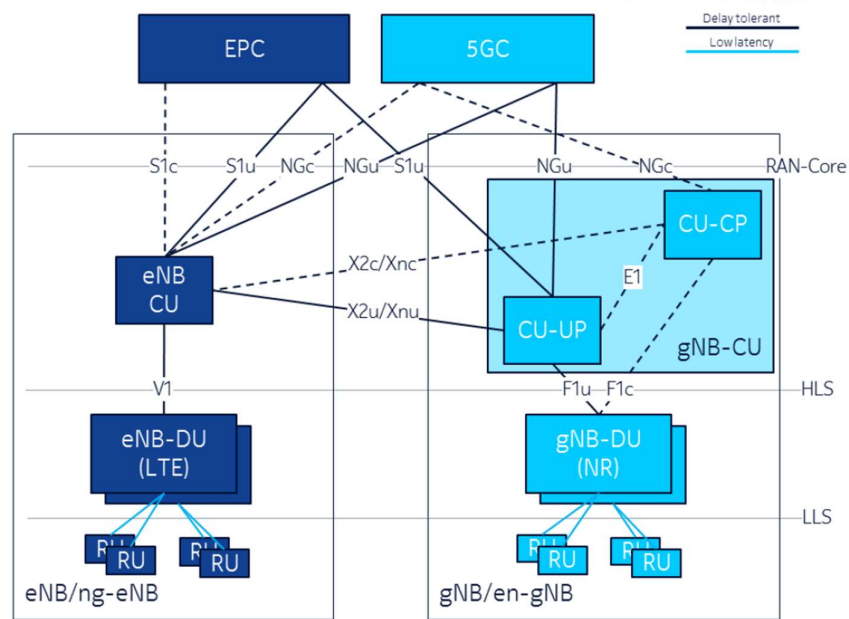 Delay tolerant
Low latency
EPC
5GC
S1c
S1u
NGc
NGu
S1u
NGu
NGc
RAN-Core
CU-CP
eNB
CU
X2c/Xnc
E1
X2u/Xnu
CU-UP
gNB-CU
V1
F1u
F1c
HLS
eNB-DU
(LTE)
gNB-DU
(NR)
LLS
RU
RU
RU
RU
RU
RU
RU
RU
eNB/ng-eNB
gNB/en-gNB